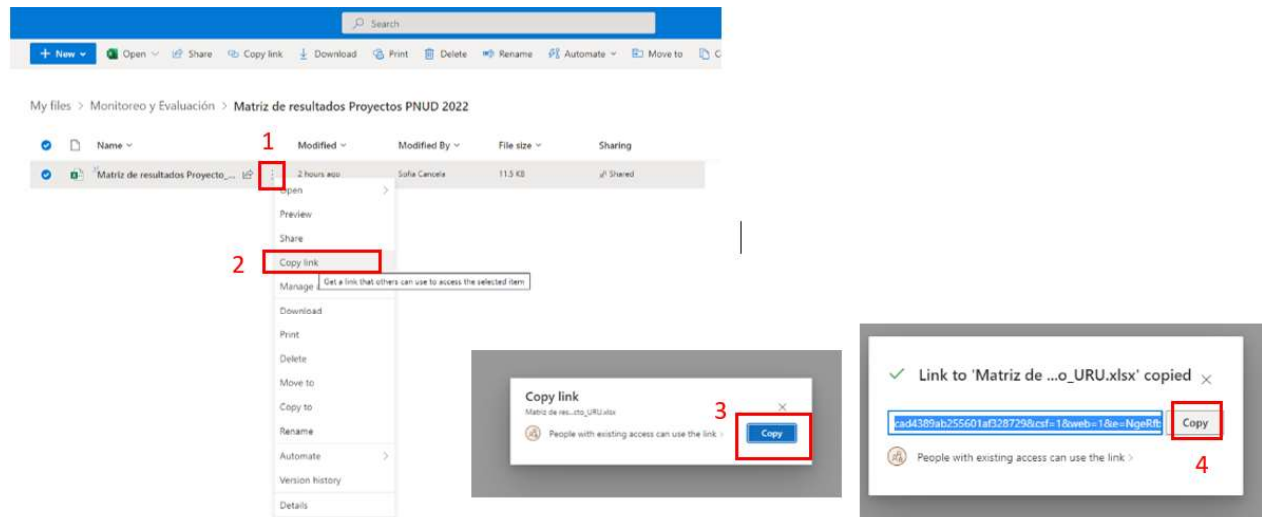 Search
+ New Open Share Copy link Download Print Delete Rename Automate Move to C
My files > Monitoreo y Evaluación > Matriz de resultados Proyectos PNUD 2022
1
Name Modified Modified By File size Sharing
Matriz de resultados Proyecto_... 2 hours ago Sofia Cancela 11.5 KB Shared
Open
Preview
Share
2
Copy link
Get a link that others can use to access the selected item
Manage
Download
Print
Delete
Move to
Copy to
Rename
Automate
Version history
Details
Copy link
Matriz de res...cto_URU.xlsx
3
People with existing access can use the link >
Copy
Link to 'Matriz de ...o_URU.xlsx' copied
cad4389ab255601af328729&csf=1&web=1&e=NgeRfb
Copy
People with existing access can use the link >
4